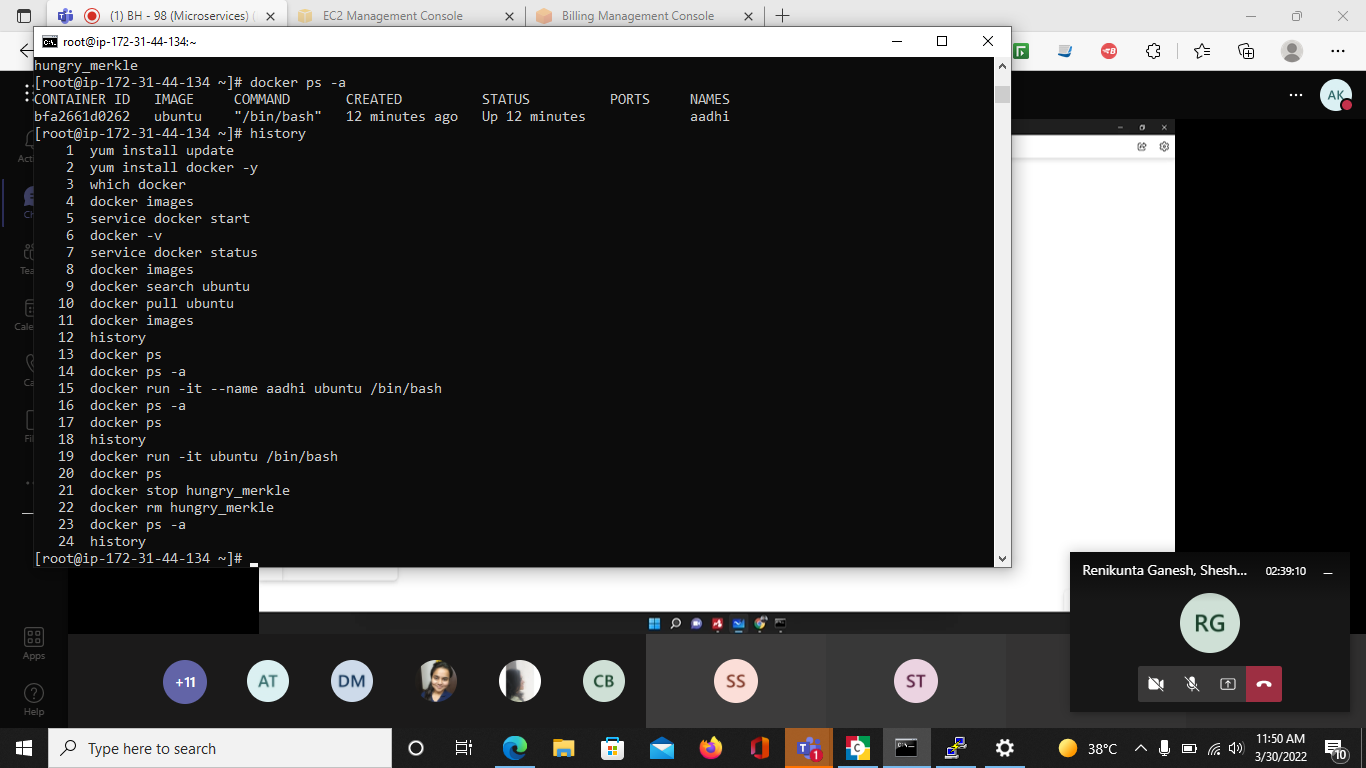 (1) BH - 98 (Microservices) (
EC2 Management Console
Billing Management Console
root@ip-172-31-44-134:~
hungry_merkle
[root@ip-172-31-44-134 ~]# docker ps -a
CONTAINER ID   IMAGE     COMMAND       CREATED          STATUS          PORTS     NAMES
bfa2661d0262   ubuntu    "/bin/bash"   12 minutes ago   Up 12 minutes             aadhi
[root@ip-172-31-44-134 ~]# history
    1  yum install update
    2  yum install docker -y
    3  which docker
    4  docker images
    5  service docker start
    6  docker -v
    7  service docker status
    8  docker images
    9  docker search ubuntu
   10  docker pull ubuntu
   11  docker images
   12  history
   13  docker ps
   14  docker ps -a
   15  docker run -it --name aadhi ubuntu /bin/bash
   16  docker ps -a
   17  docker ps
   18  history
   19  docker run -it ubuntu /bin/bash
   20  docker ps
   21  docker stop hungry_merkle
   22  docker rm hungry_merkle
   23  docker ps -a
   24  history
[root@ip-172-31-44-134 ~]#
AK
Renikunta Ganesh, Shesh...
02:39:10
RG
Apps
Help
+11
AT
DM
CB
SS
ST
Type here to search
1
38°C
11:50 AM
3/30/2022
10